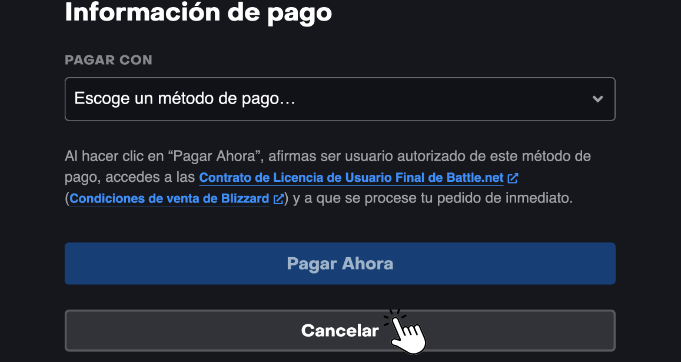 Información de pago
PAGAR CON
Escoge un método de pago...
Al hacer clic en “Pagar Ahora”, afirmas ser usuario autorizado de este método de
pago, accedes a las Contrato de Licencia de Usuario Final de Battle.net
(Condiciones de venta de Blizzard) y a que se procese tu pedido de inmediato.
Pagar Ahora
Cancelar